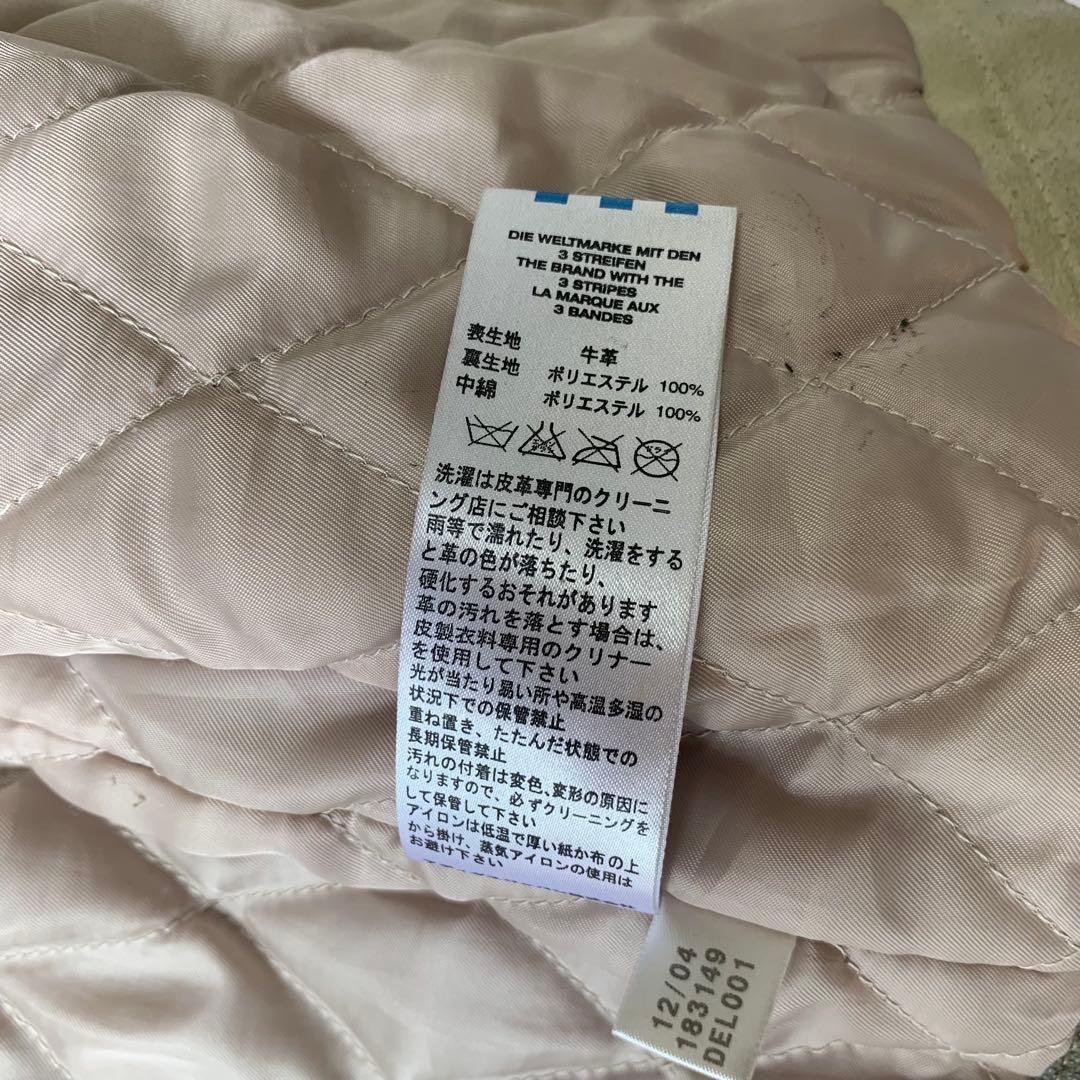 DIE WELTMARKE MIT DEN
3 STREIFEN
THE BRAND WITH THE
3 STRIPES
LA MARQUE AUX
3 BANDES
表生地 牛革
裏生地 ポリエステル 100%
中綿 ポリエステル 100%
洗濯は皮革専門のクリーニ
ング店にご相談下さい
雨等で濡れたり、洗濯をする
と革の色が落ちたり、
硬化するおそれがあります
革の汚れを落とす場合は、
皮製衣料専用のクリナー
を使用して下さい
光が当たり易い所や高温多湿の
状況下での保管禁止
重ね置き、たたんだ状態での
長期保管禁止
汚れの付着は変色、変形の原因に
なりますので、必ずクリーニングを
して保管して下さい
アイロンは低温で厚い紙か布の上
から掛け、蒸気アイロンの使用は
お避け下さい
12/04
183149
DEL001